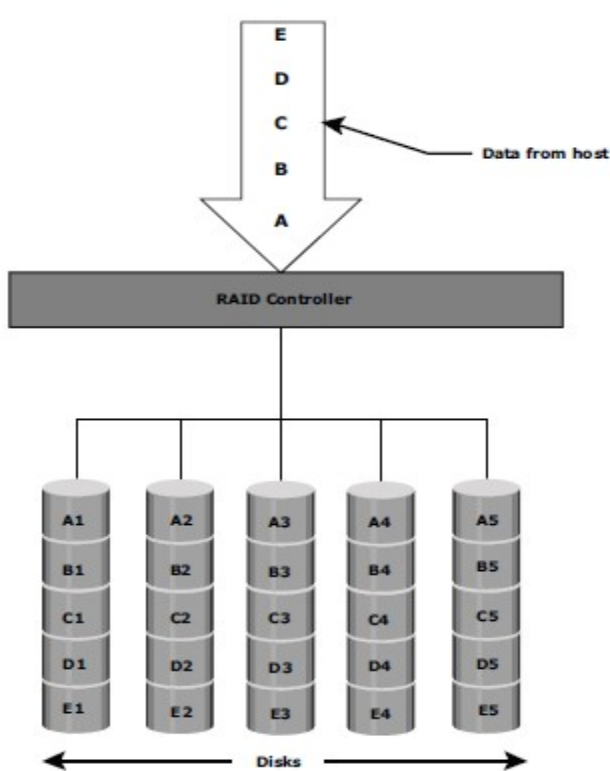 E
D
C
B
A
Data from host
RAID Controller
A1 A2 A3 A4 A5
B1 B2 B3 B4 B5
C1 C2 C3 C4 C5
D1 D2 D3 D4 D5
E1 E2 E3 E4 E5
Disks